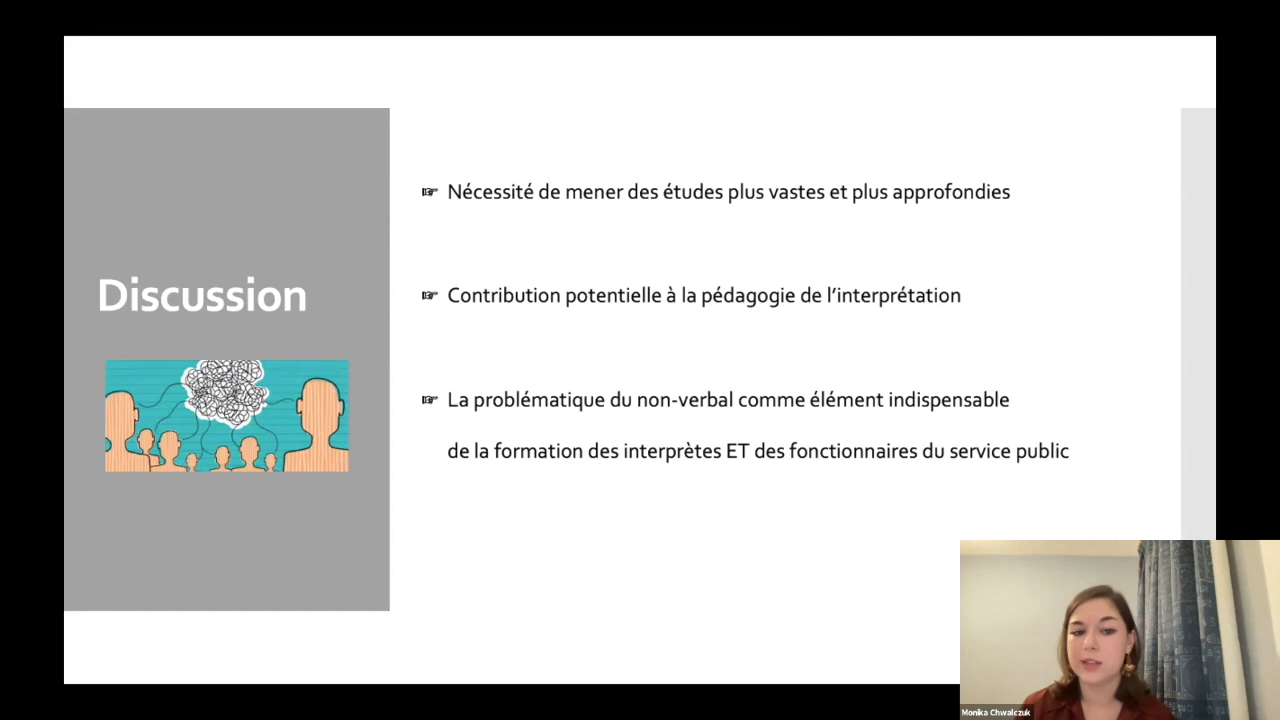 Discussion
☞ Nécessité de mener des études plus vastes et plus approfondies
☞ Contribution potentielle à la pédagogie de l’interprétation
☞ La problématique du non-verbal comme élément indispensable
de la formation des interprètes ET des fonctionnaires du service public
Monika Chwalczuk